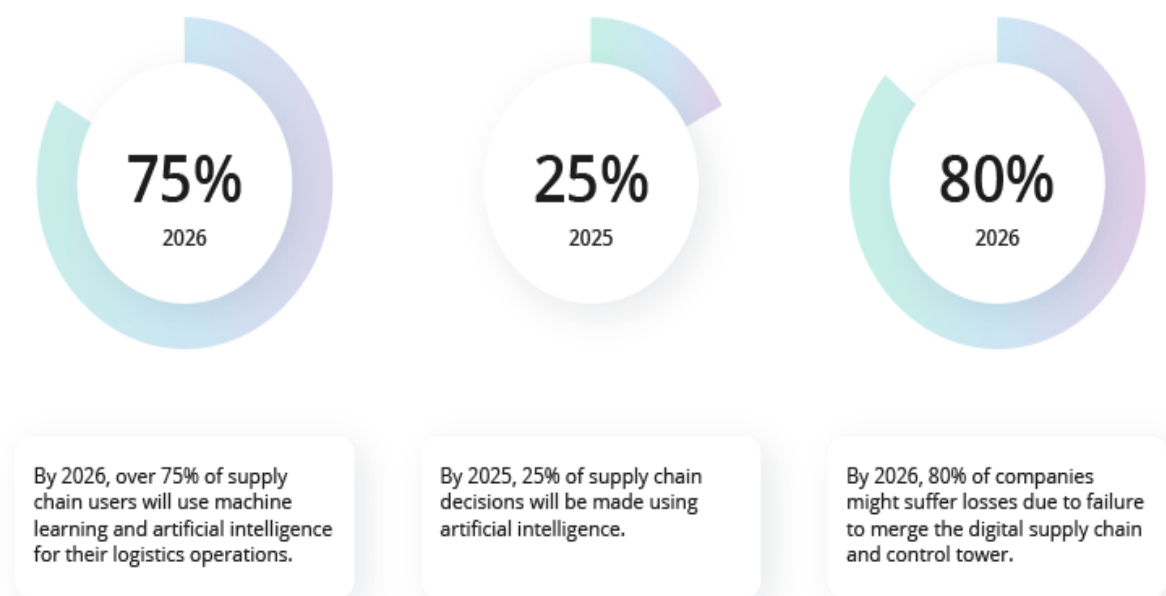 75%
2026
25%
2025
80%
2026
By 2026, over 75% of supply
chain users will use machine
learning and artificial intelligence
for their logistics operations.
By 2025, 25% of supply chain
decisions will be made using
artificial intelligence.
By 2026, 80% of companies
might suffer losses due to failure
to merge the digital supply chain
and control tower.